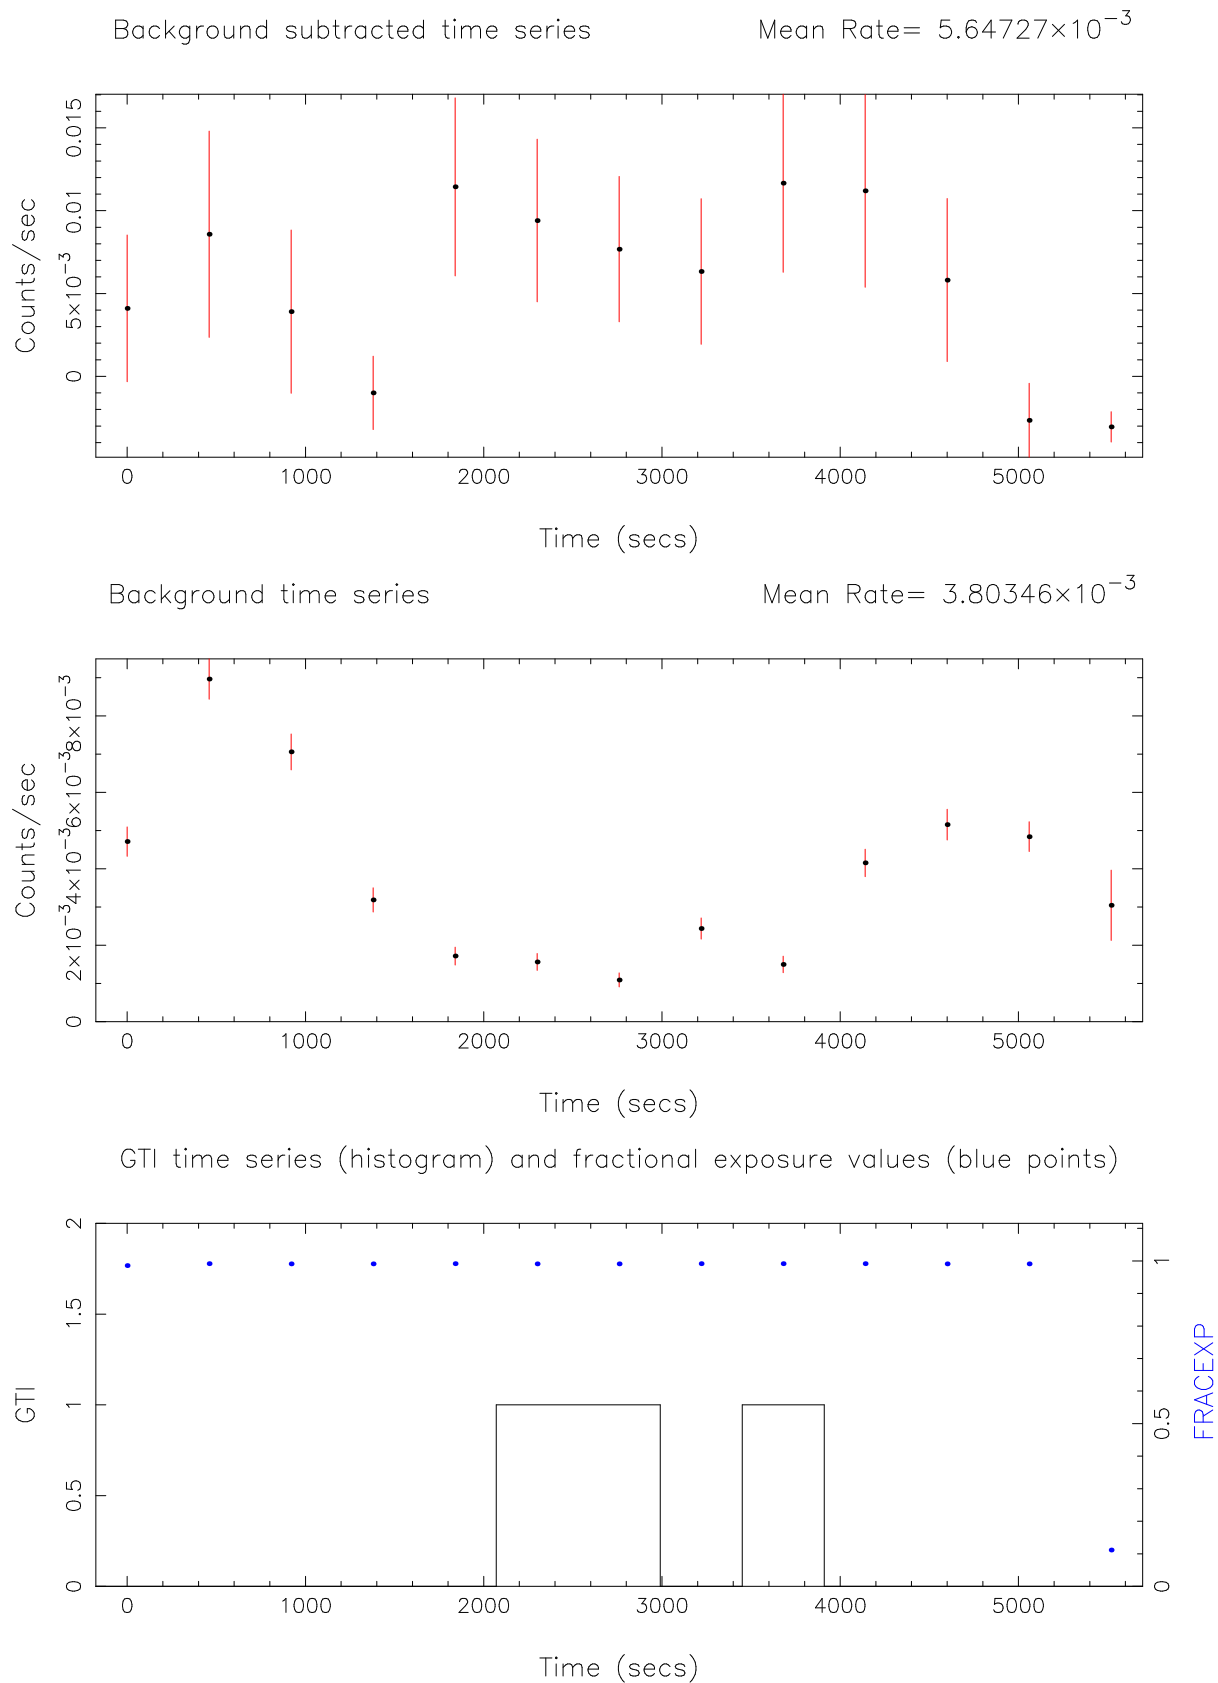 Background subtracted time series Mean Rate= 5.64727×10⁻³
0.015
0.01
5×10⁻³
0
Counts/sec
0 1000 2000 3000 4000 5000
Time (secs)
Background time series Mean Rate= 3.80346×10⁻³
8×10⁻³
6×10⁻³
4×10⁻³
2×10⁻³
0
Counts/sec
0 1000 2000 3000 4000 5000
Time (secs)
GTI time series (histogram) and fractional exposure values (blue points)
2
1.5
1
0.5
0
GTI
1
0.5
0
FRACEXP
0 1000 2000 3000 4000 5000
Time (secs)